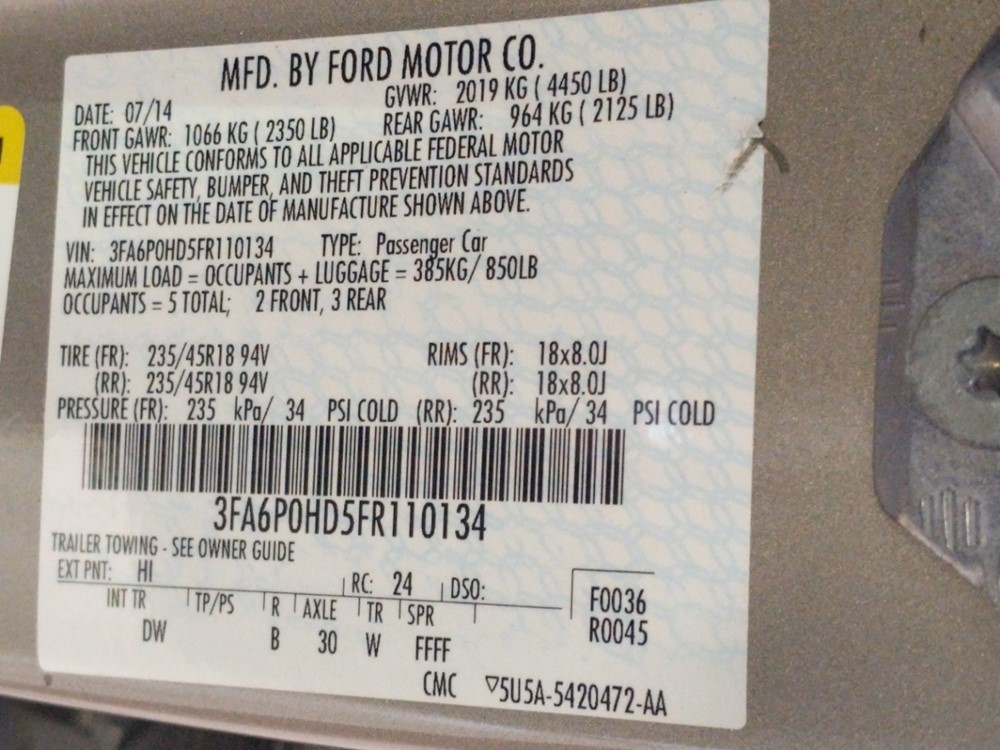 MFD. BY FORD MOTOR CO.
DATE: 07/14 GVWR: 2019 KG ( 4450 LB)
FRONT GAWR: 1066 KG ( 2350 LB) REAR GAWR: 964 KG ( 2125 LB)
THIS VEHICLE CONFORMS TO ALL APPLICABLE FEDERAL MOTOR
VEHICLE SAFETY, BUMPER, AND THEFT PREVENTION STANDARDS
IN EFFECT ON THE DATE OF MANUFACTURE SHOWN ABOVE.
VIN: 3FA6P0HD5FR110134 TYPE: Passenger Car
MAXIMUM LOAD = OCCUPANTS + LUGGAGE = 385KG/ 850LB
OCCUPANTS = 5 TOTAL; 2 FRONT, 3 REAR
TIRE (FR): 235/45R18 94V RIMS (FR): 18x8.0J
(RR): 235/45R18 94V (RR): 18x8.0J
PRESSURE (FR): 235 kPa/ 34 PSI COLD (RR): 235 kPa/ 34 PSI COLD
3FA6P0HD5FR110134
TRAILER TOWING - SEE OWNER GUIDE
EXT PNT: HI RC: 24 DSO:
INT TR TP/PS R AXLE TR SPR
DW B 30 W FFFF
F0036
R0045
CMC ▽5U5A-5420472-AA